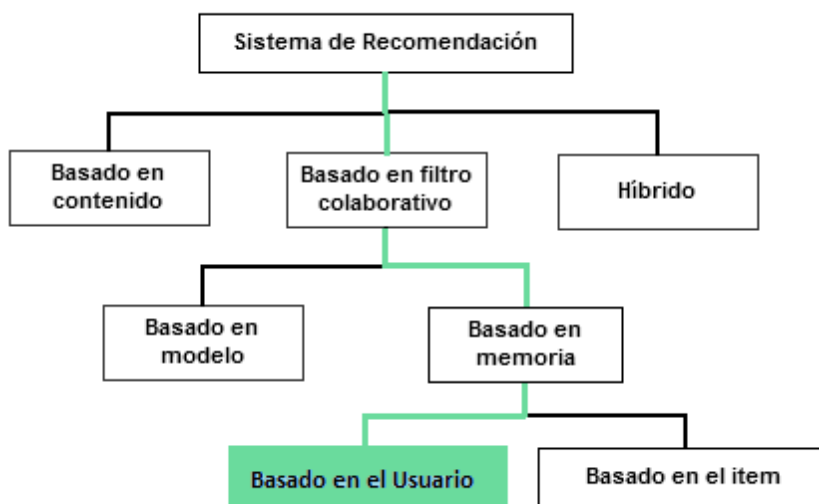 Sistema de Recomendación
Basado en
contenido
Basado en filtro
colaborativo
Híbrido
Basado en
modelo
Basado en
memoria
Basado en el Usuario
Basado en el item